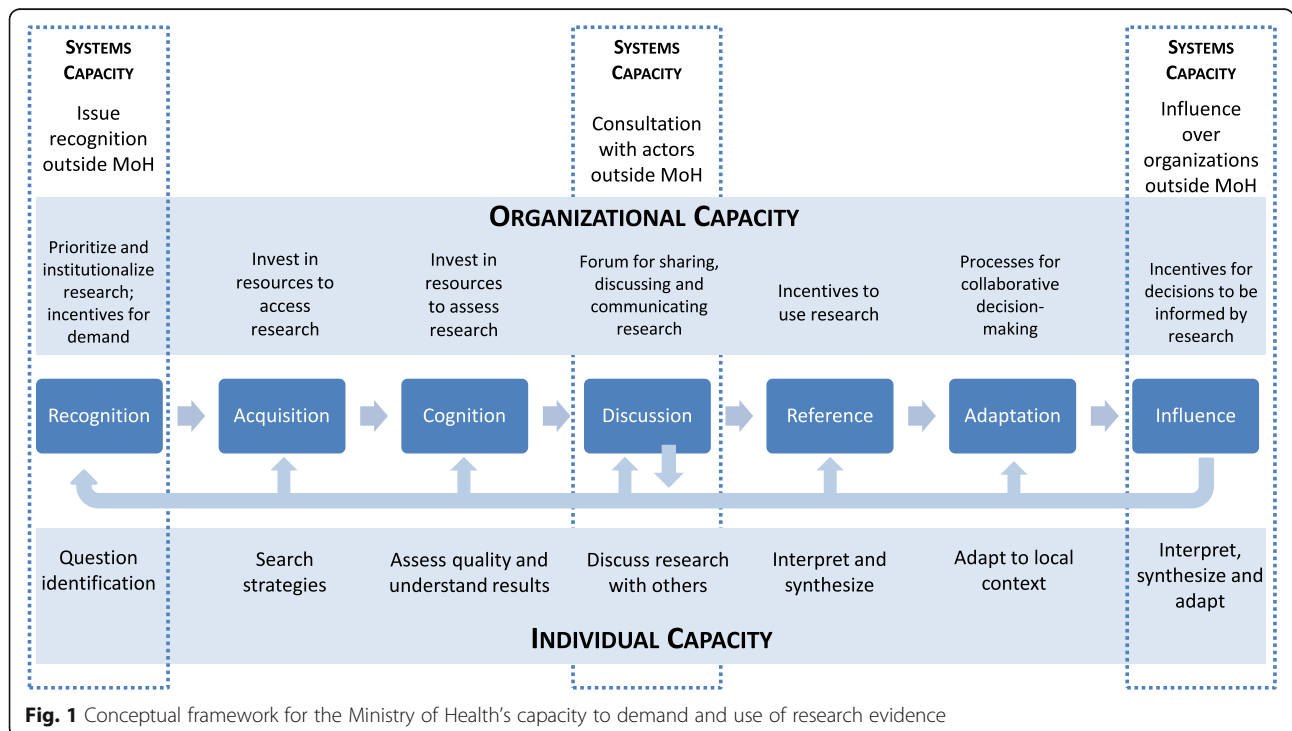 SYSTEMS
CAPACITY
Issue
recognition
outside MoH
SYSTEMS
CAPACITY
Consultation
with actors
outside MoH
SYSTEMS
CAPACITY
Influence
over
organizations
outside MoH
ORGANIZATIONAL CAPACITY
Prioritize and
institutionalize
research;
incentives for
demand
Invest in
resources to
access
research
Invest in
resources
to assess
research
Forum for sharing,
discussing and
communicating
research
Incentives to
use research
Processes for
collaborative
decision-
making
Incentives for
decisions to be
informed by
research
Recognition
Acquisition
Cognition
Discussion
Reference
Adaptation
Influence
Question
identification
Search
strategies
Assess quality and
understand results
Discuss research
with others
Interpret and
synthesize
Adapt to local
context
Interpret,
synthesize and
adapt
INDIVIDUAL CAPACITY
Fig. 1 Conceptual framework for the Ministry of Health's capacity to demand and use of research evidence